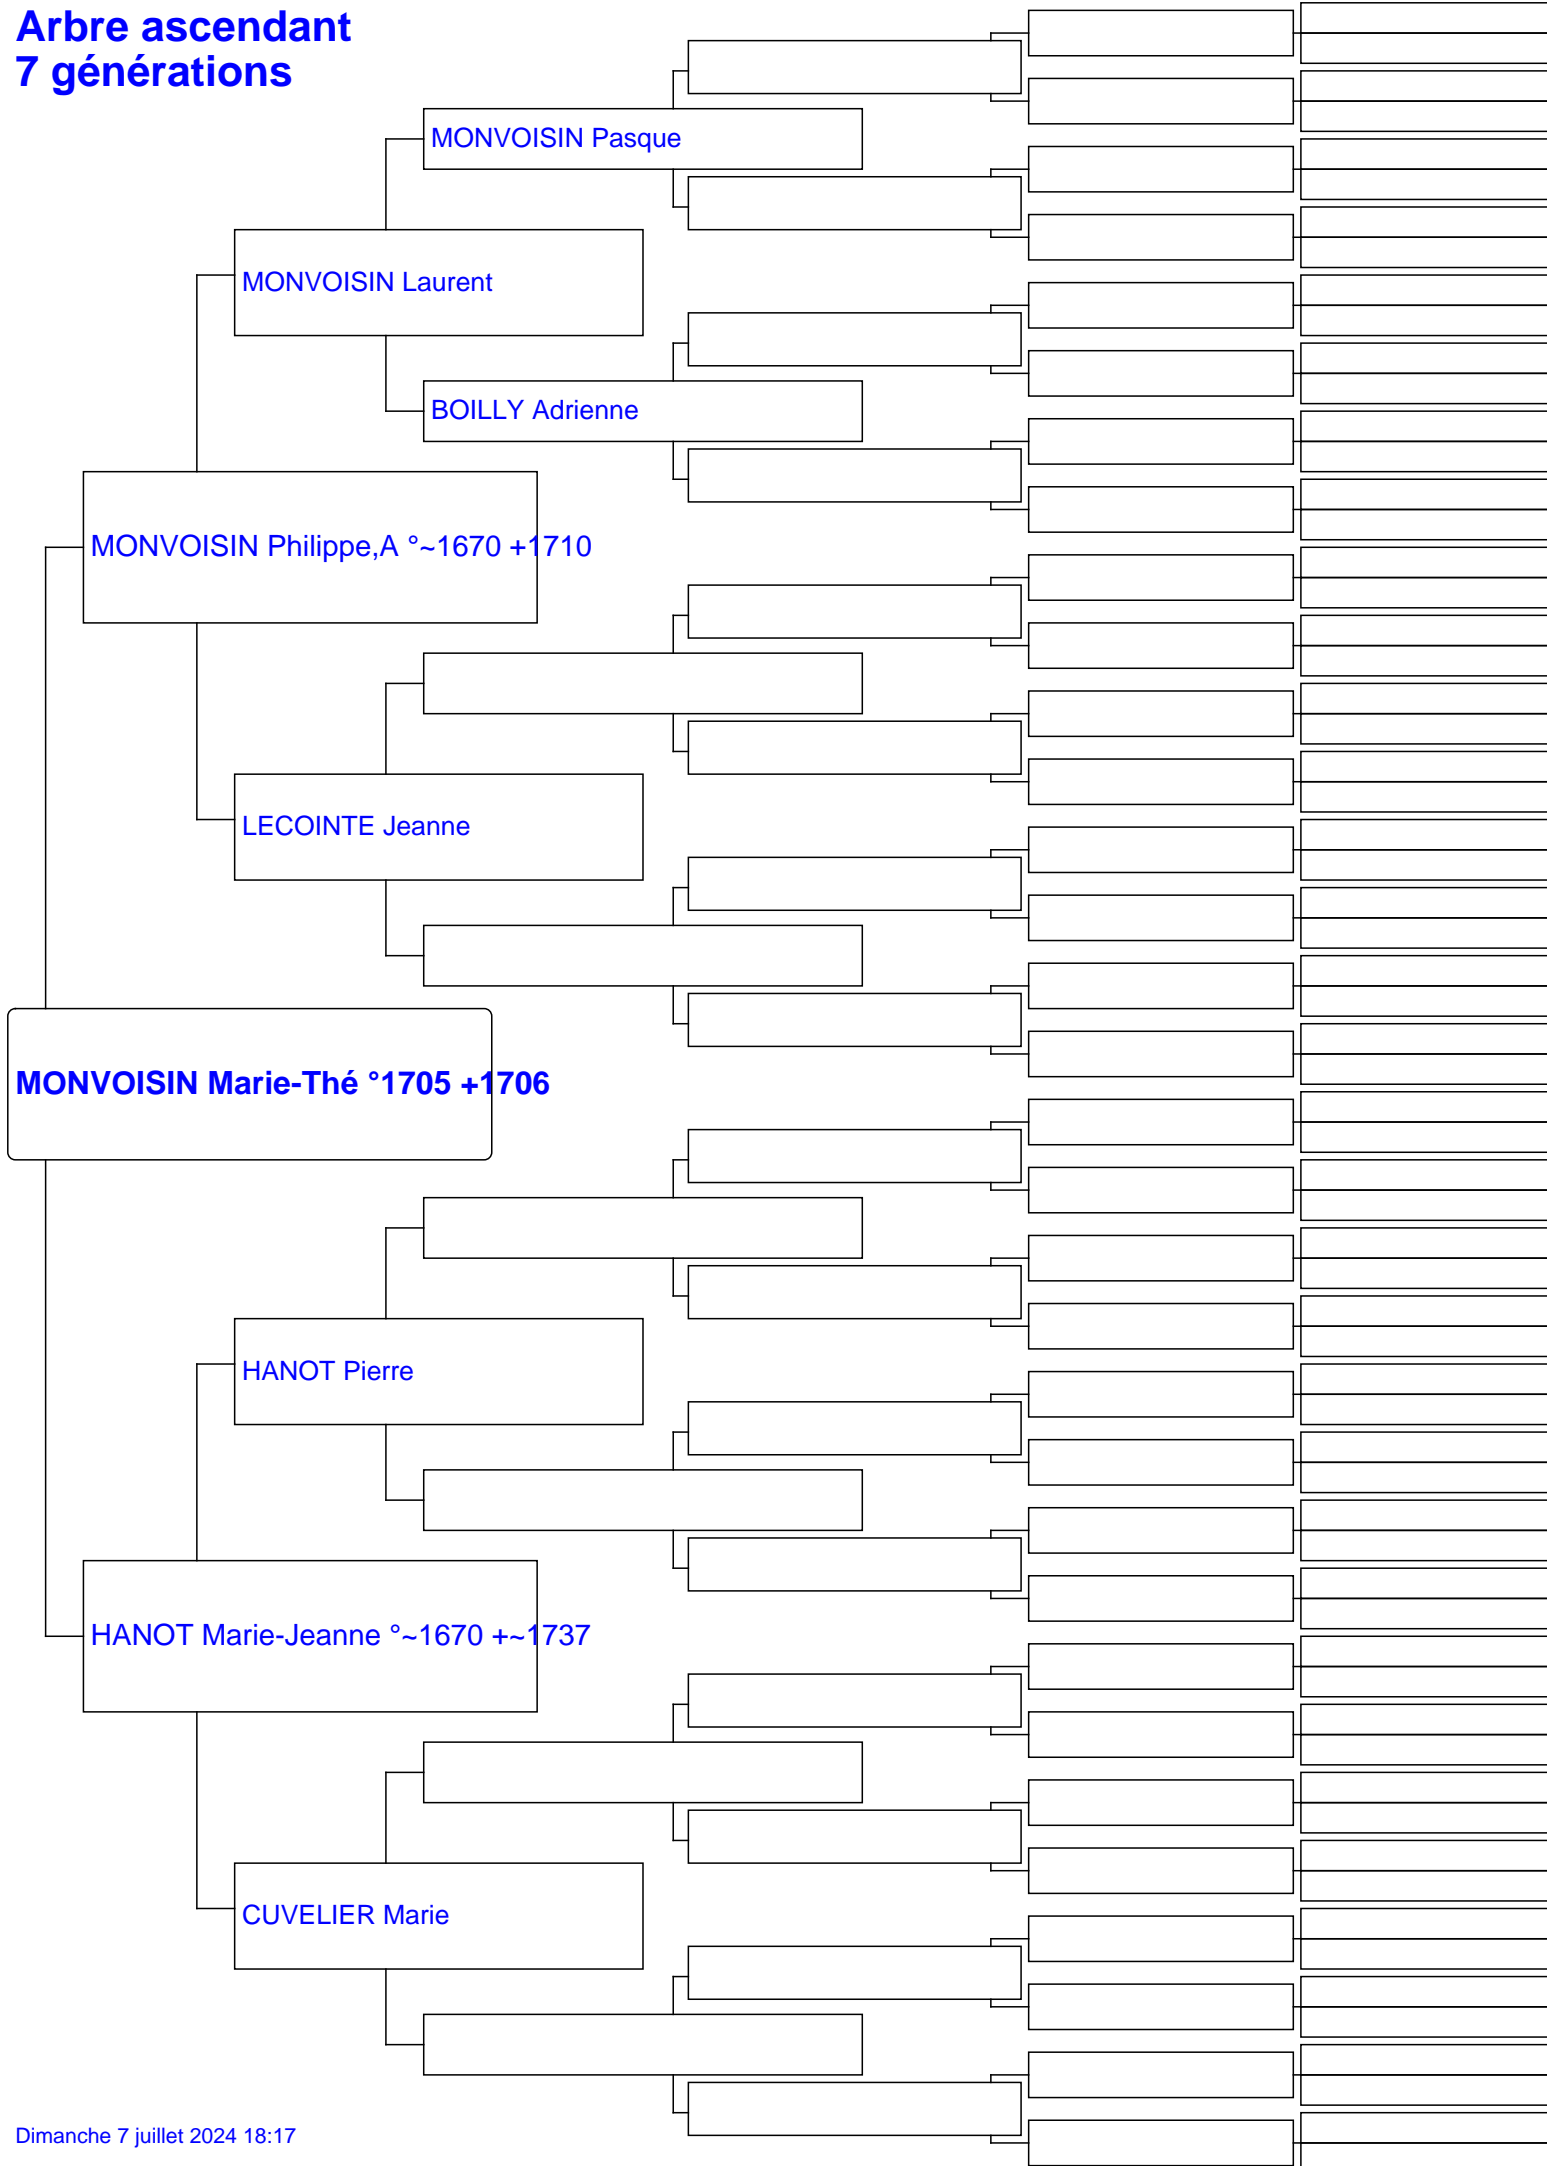 Arbre ascendant
7 générations
MONVOISIN Pasque
MONVOISIN Laurent
BOILLY Adrienne
MONVOISIN Philippe,A °~1670 +1710
LECOINTE Jeanne
MONVOISIN Marie-Thé °1705 +1706
HANOT Pierre
HANOT Marie-Jeanne °~1670 +~1737
CUVELIER Marie
Dimanche 7 juillet 2024 18:17